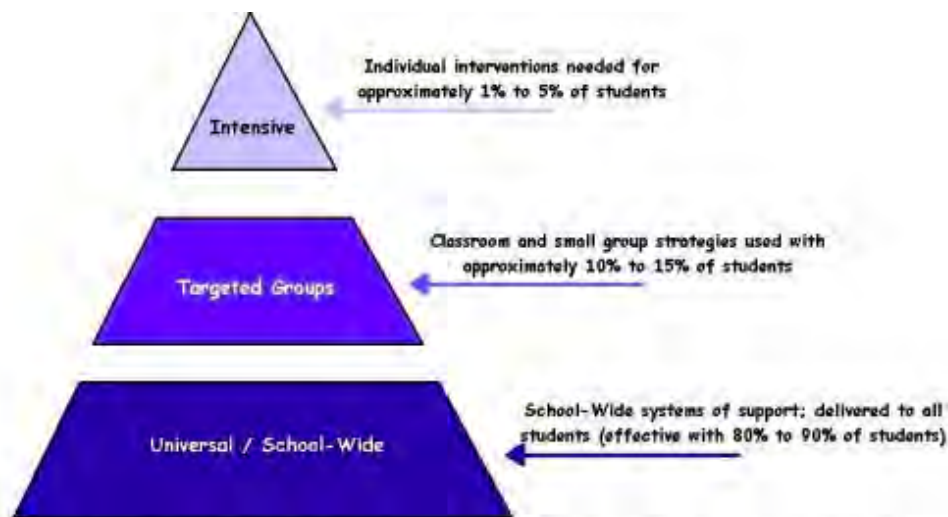 Individual interventions needed for
approximately 1% to 5% of students
Intensive
Classroom and small group strategies used with
approximately 10% to 15% of students
Targeted Groups
School-Wide systems of support; delivered to all
students (effective with 80% to 90% of students)
Universal / School-Wide